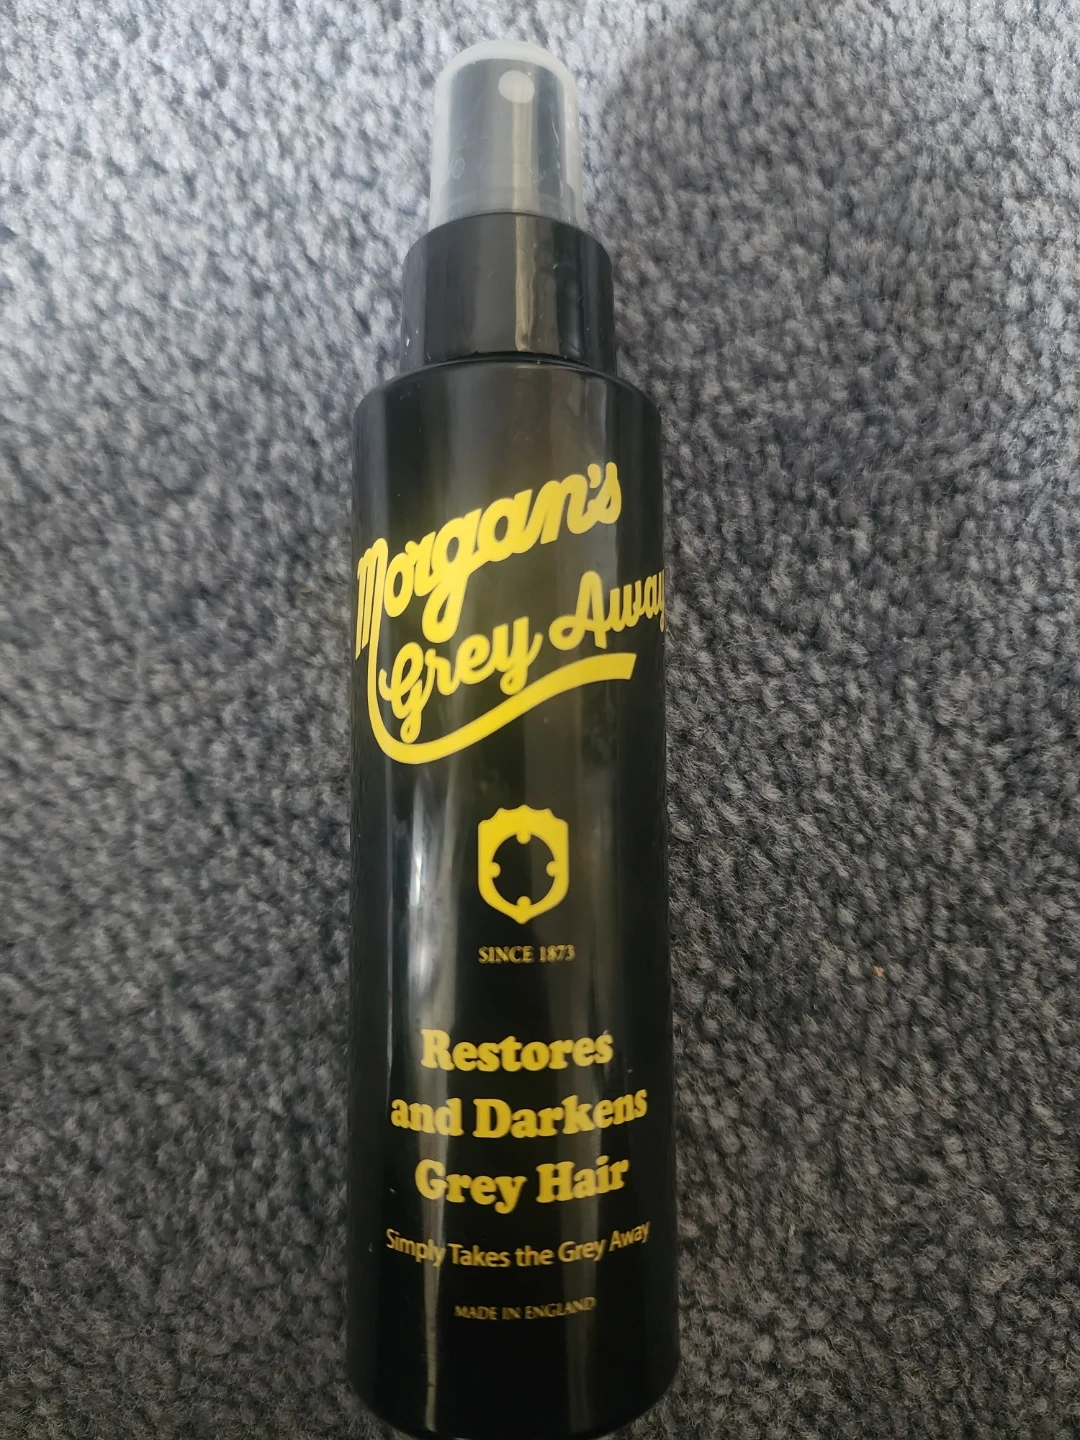 Morgan's
Grey Away
SINCE 1873
Restores
and Darkens
Grey Hair
Simply Takes the Grey Away
MADE IN ENGLAND